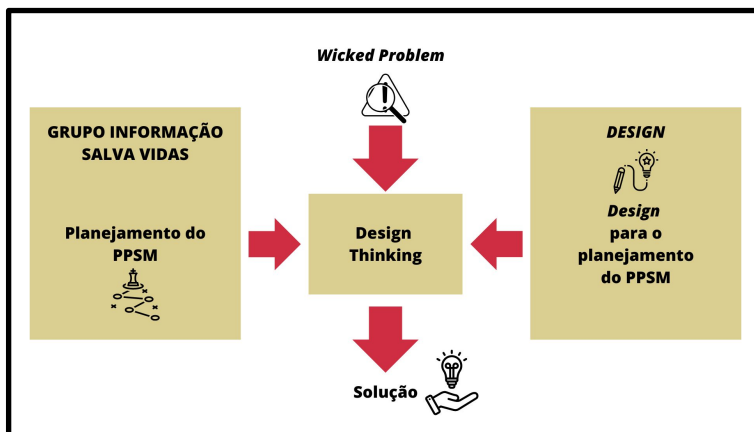 Wicked Problem
GRUPO INFORMAÇÃO
SALVA VIDAS
Planejamento do
PPSM
Design
Thinking
DESIGN
Design
para o
planejamento
do PPSM
Solução